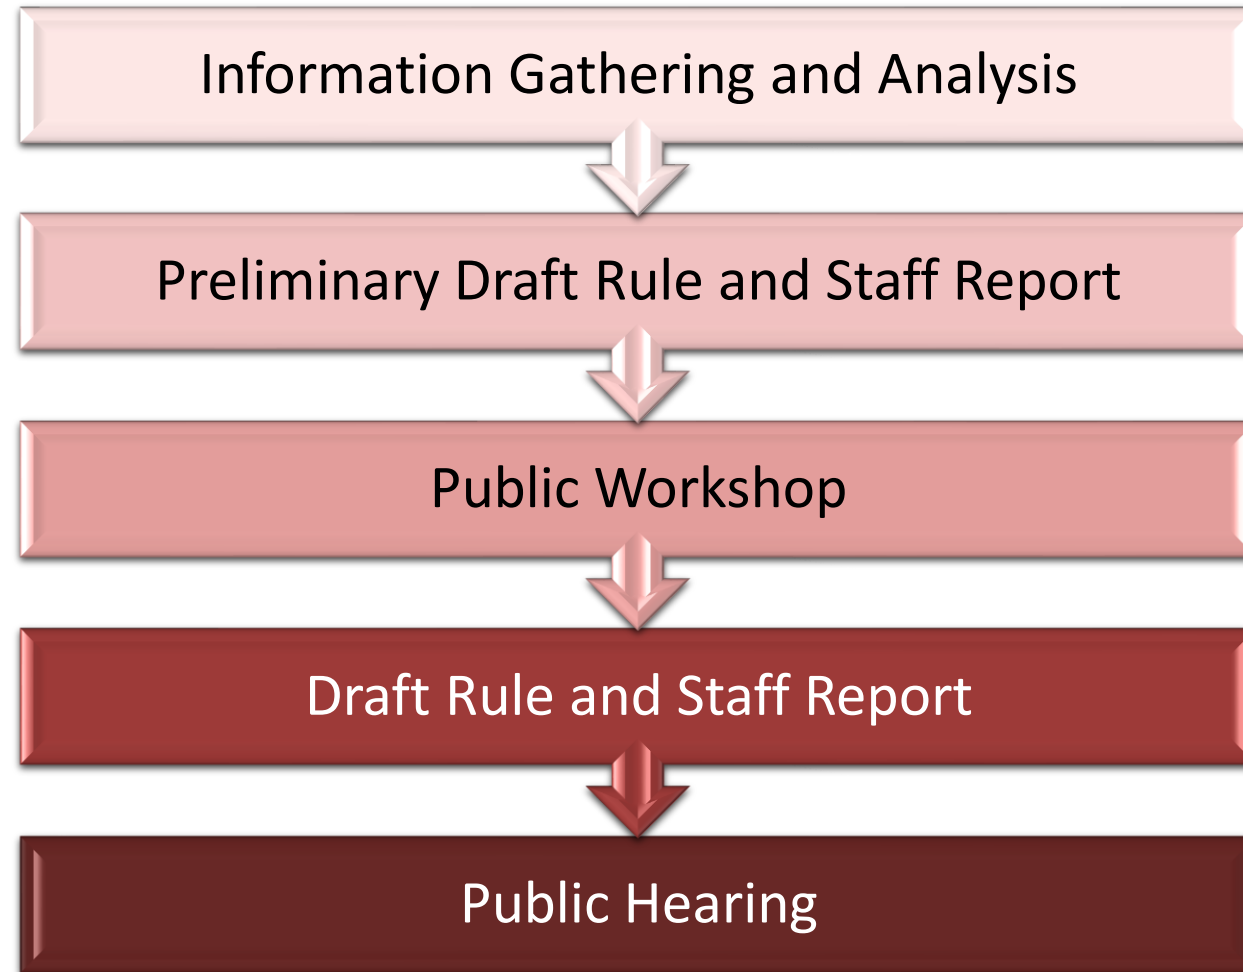 Information Gathering and Analysis
Preliminary Draft Rule and Staff Report
Public Workshop
Draft Rule and Staff Report
Public Hearing